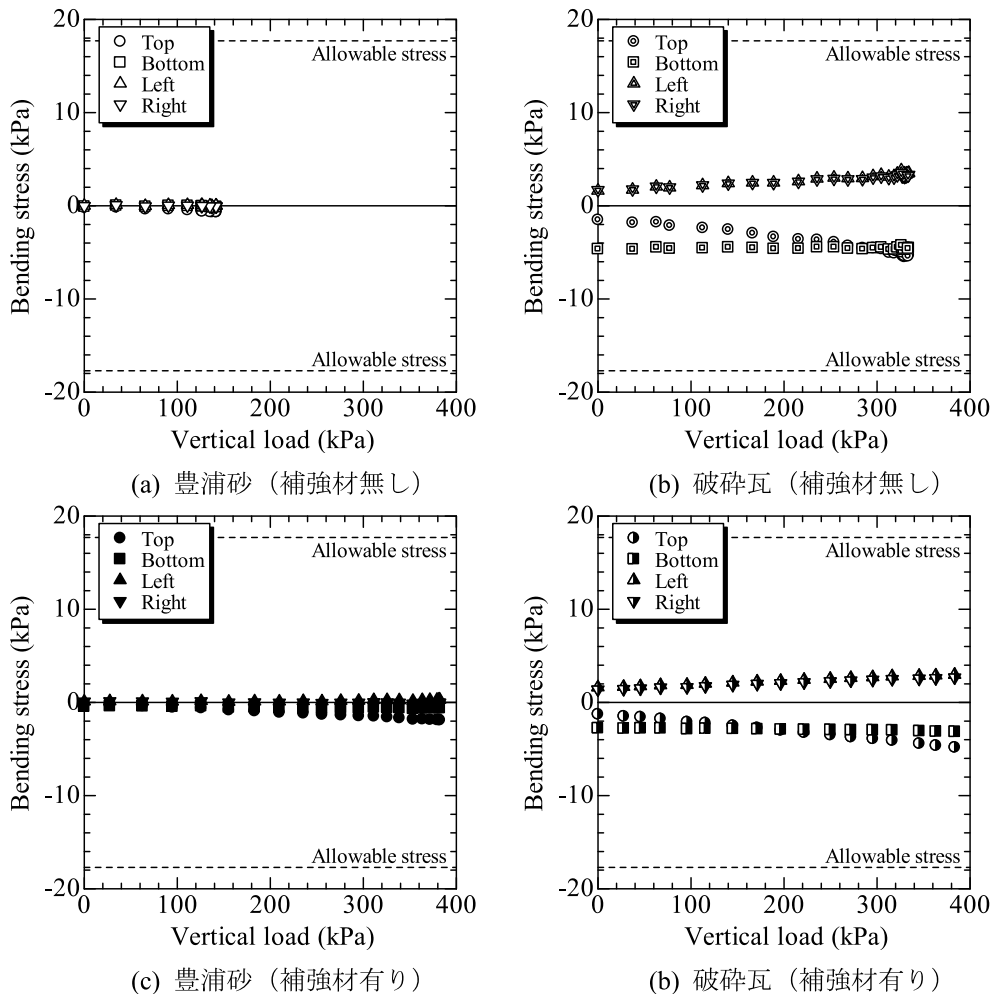 20
10
0
-10
-20
Bending stress (kPa)
Top
Bottom
Left
Right
Allowable stress
Allowable stress
0
100
200
300
400
Vertical load (kPa)
(a) 豊浦砂（補強材無し）
20
10
0
-10
-20
Bending stress (kPa)
Top
Bottom
Left
Right
Allowable stress
Allowable stress
0
100
200
300
400
Vertical load (kPa)
(b) 破砕瓦（補強材無し）
20
10
0
-10
-20
Bending stress (kPa)
Top
Bottom
Left
Right
Allowable stress
Allowable stress
0
100
200
300
400
Vertical load (kPa)
(c) 豊浦砂（補強材有り）
20
10
0
-10
-20
Bending stress (kPa)
Top
Bottom
Left
Right
Allowable stress
Allowable stress
0
100
200
300
400
Vertical load (kPa)
(b) 破砕瓦（補強材有り）